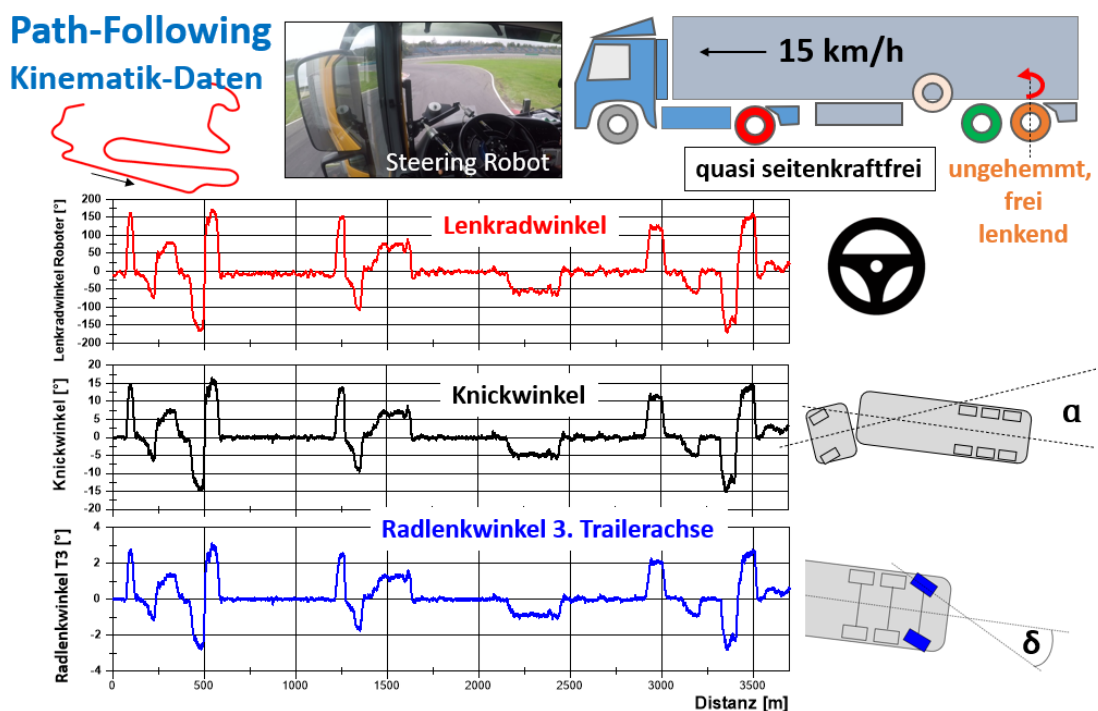 Path-Following
Kinematik-Daten
Steering Robot
15 km/h
quasi seitenkraftfrei
ungehemmt,
frei
lenkend
Lenkradwinkel Roboter [°]
200
150
100
50
0
-50
-100
-150
-200
Lenkradwinkel
Knickwinkel [°]
20
15
10
5
0
-5
-10
-15
-20
Knickwinkel
α
Radlenkwinkel T3 [°]
4
2
0
-2
-4
Radlenkwinkel 3. Trailerachse
δ
0
500
1000
1500
2000
2500
3000
3500
Distanz [m]